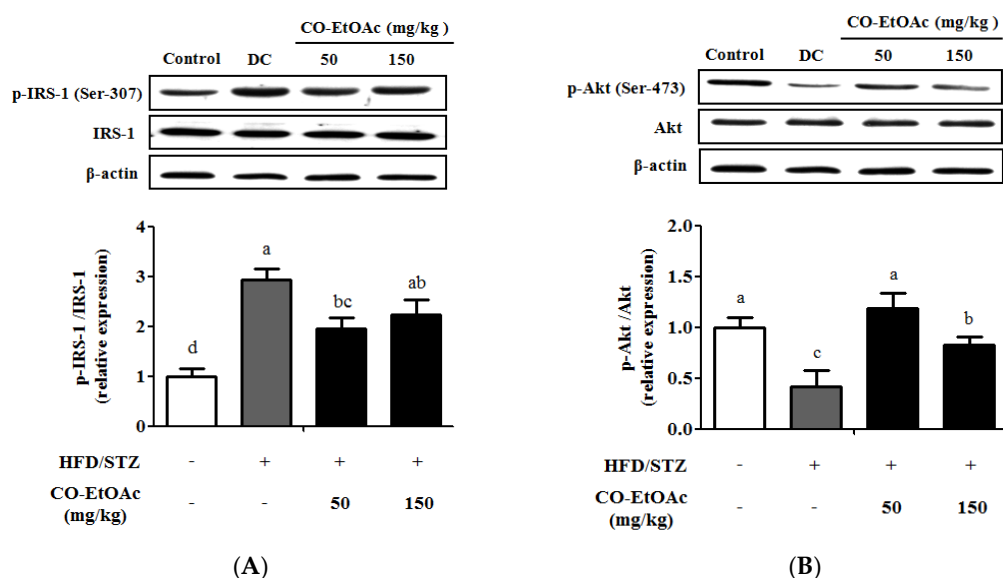 CO-EtOAc (mg/kg )
Control DC 50 150
p-IRS-1 (Ser-307)
IRS-1
β-actin
p-IRS-1 /IRS-1
(relative expression)
4
3
2
1
0
d
a
bc
ab
HFD/STZ - + + +
CO-EtOAc
(mg/kg)
- - 50 150
(A)
CO-EtOAc (mg/kg )
Control DC 50 150
p-Akt (Ser-473)
Akt
β-actin
p-Akt /Akt
(relative expression)
2.0
1.5
1.0
0.5
0.0
a
c
a
b
HFD/STZ - + + +
CO-EtOAc
(mg/kg)
- - 50 150
(B)